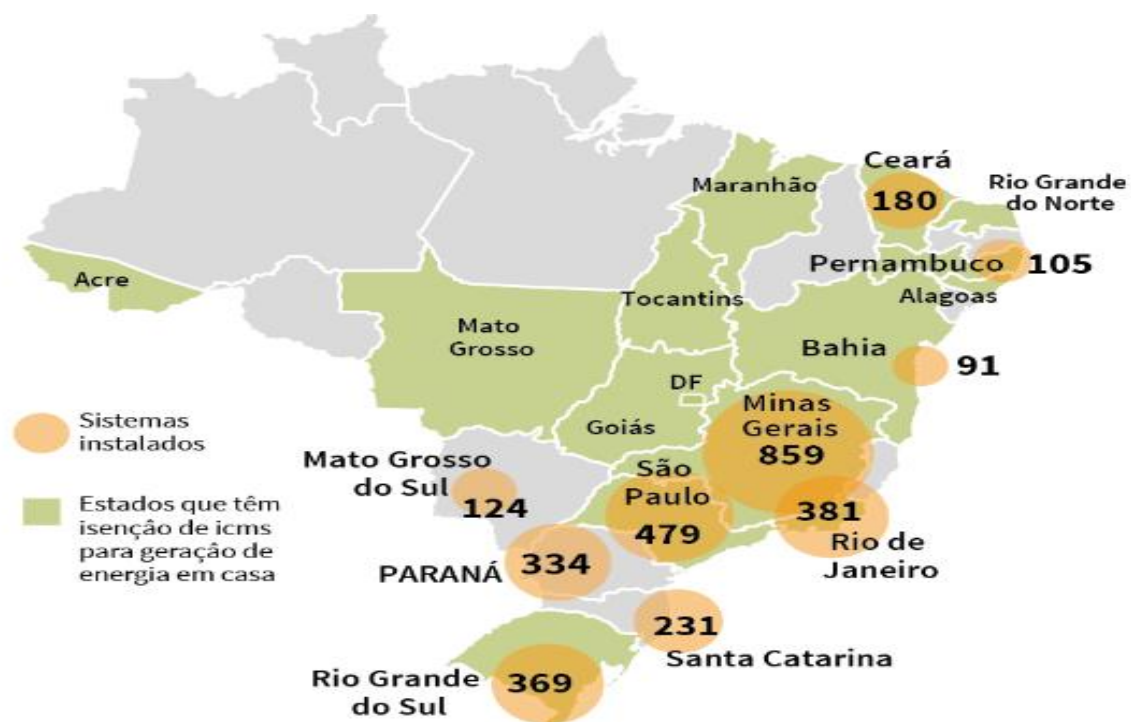 Ceará
180
Maranhão
Rio Grande
do Norte
Pernambuco
105
Acre
Tocantins
Alagoas
Mato
Grosso
Bahia
91
DF
Goiás
Minas
Gerais
859
Sistemas
instalados
Mato Grosso
do Sul
124
São
Paulo
479
381
Rio de
Janeiro
Estados que têm
isenção de icms
para geração de
energia em casa
PARANÁ
334
231
Santa Catarina
Rio Grande
do Sul
369